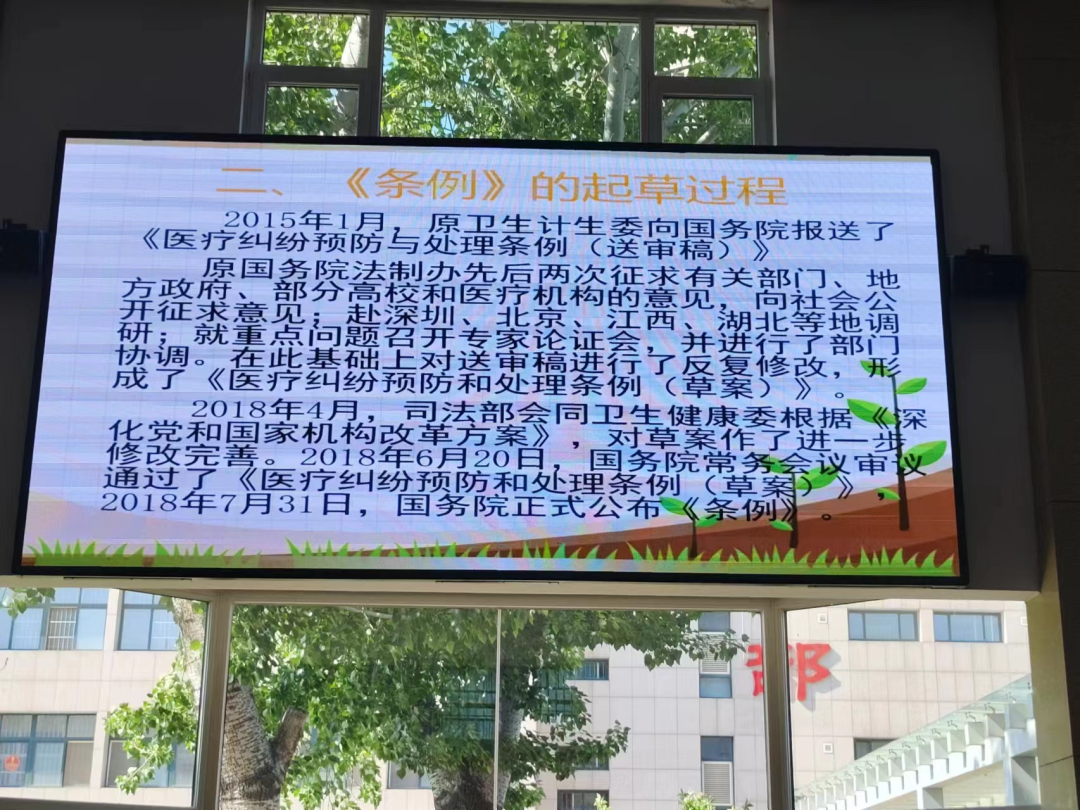 二、《条例》的起草过程
2015年1月，原卫生计生委向国务院报送了
《医疗纠纷预防与处理条例（送审稿）》
原国务院法制办先后两次征求有关部门、地
方政府、部分高校和医疗机构的意见，向社会公
开征求意见；赴深圳、北京、江西、湖北等地调
研；就重点问题召开专家论证会，并进行了部门
协调。在此基础上对送审稿进行了反复修改，形
成了《医疗纠纷预防和处理条例（草案）》。
2018年4月，司法部会同卫生健康委根据《深
化党和国家机构改革方案》，对草案作了进一步
修改完善。2018年6月20日，国务院常务会议审议
通过了《医疗纠纷预防和处理条例（草案）》，
2018年7月31日，国务院正式公布《条例》。
部